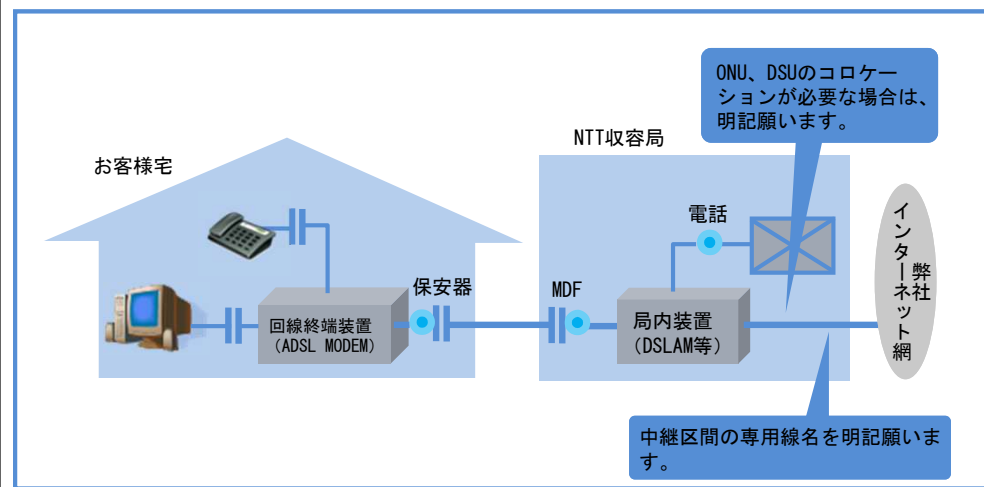 ONU、DSUのコロケー
ションが必要な場合は、
明記願います。
NTT収容局
お客様宅
電話
保安器
MDF
回線終端装置
(ADSL MODEM)
局内装置
(DSLAM等)
弊社
インターネット網
中継区間の専用線名を明記願いま
す。